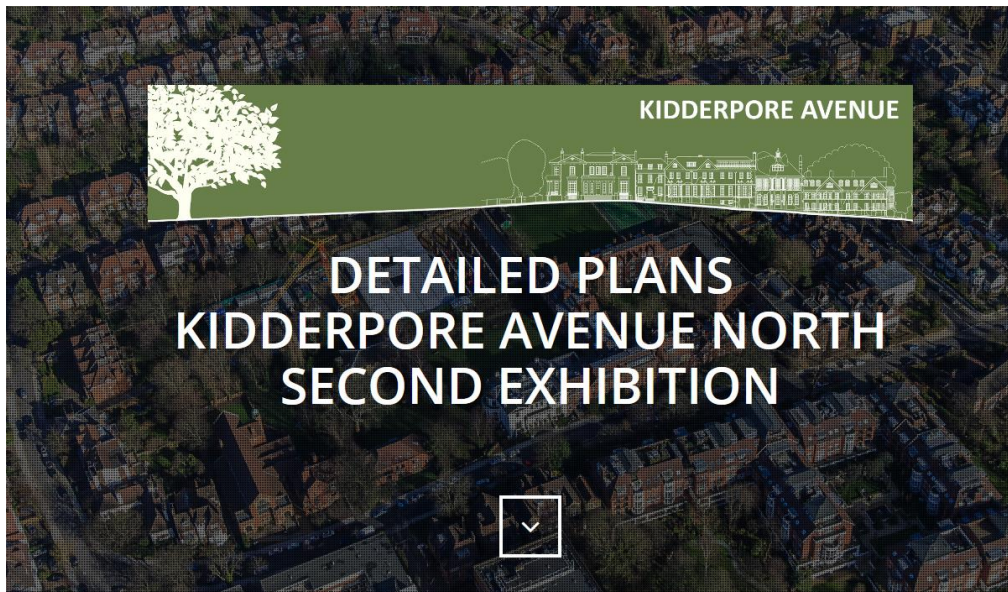 KIDDERPORE AVENUE
DETAILED PLANS
KIDDERPORE AVENUE NORTH
SECOND EXHIBITION